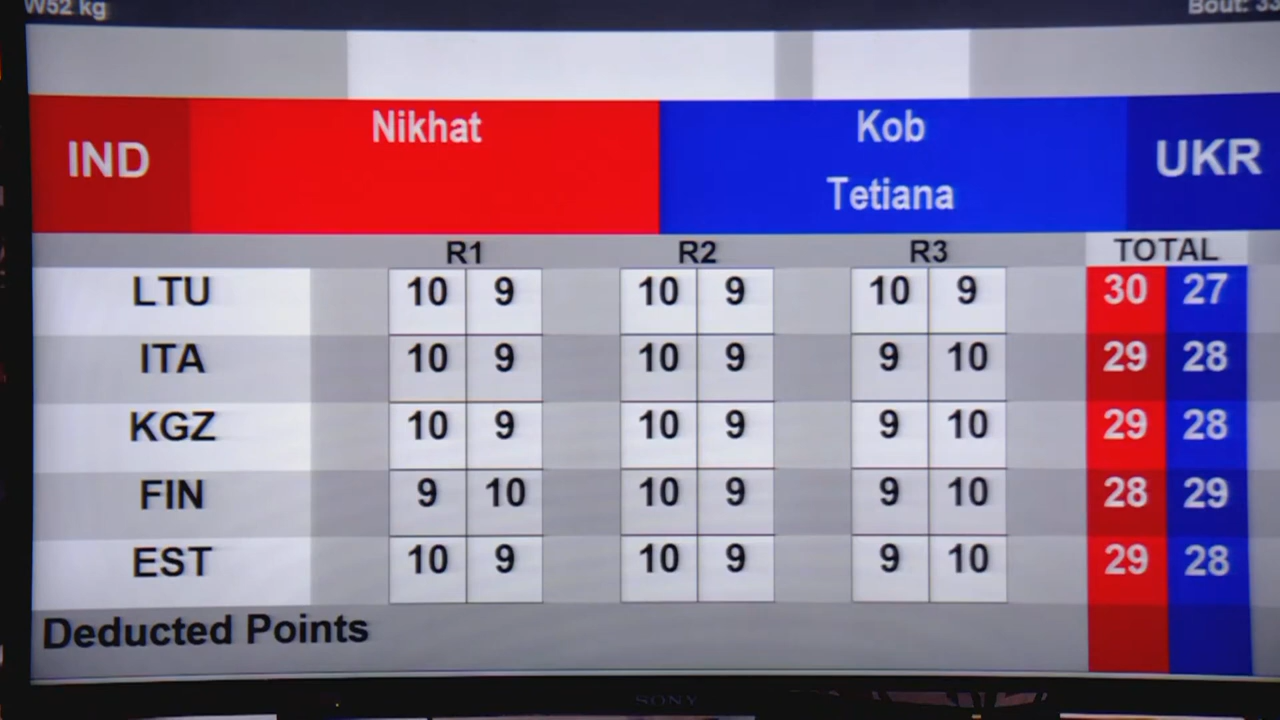 W52 kg Bout: 33
IND Nikhat Kob Tetiana UKR
R1 R2 R3 TOTAL
LTU 10 9 10 9 10 9 30 27
ITA 10 9 10 9 9 10 29 28
KGZ 10 9 10 9 9 10 29 28
FIN 9 10 10 9 9 10 28 29
EST 10 9 10 9 9 10 29 28
Deducted Points
SONY